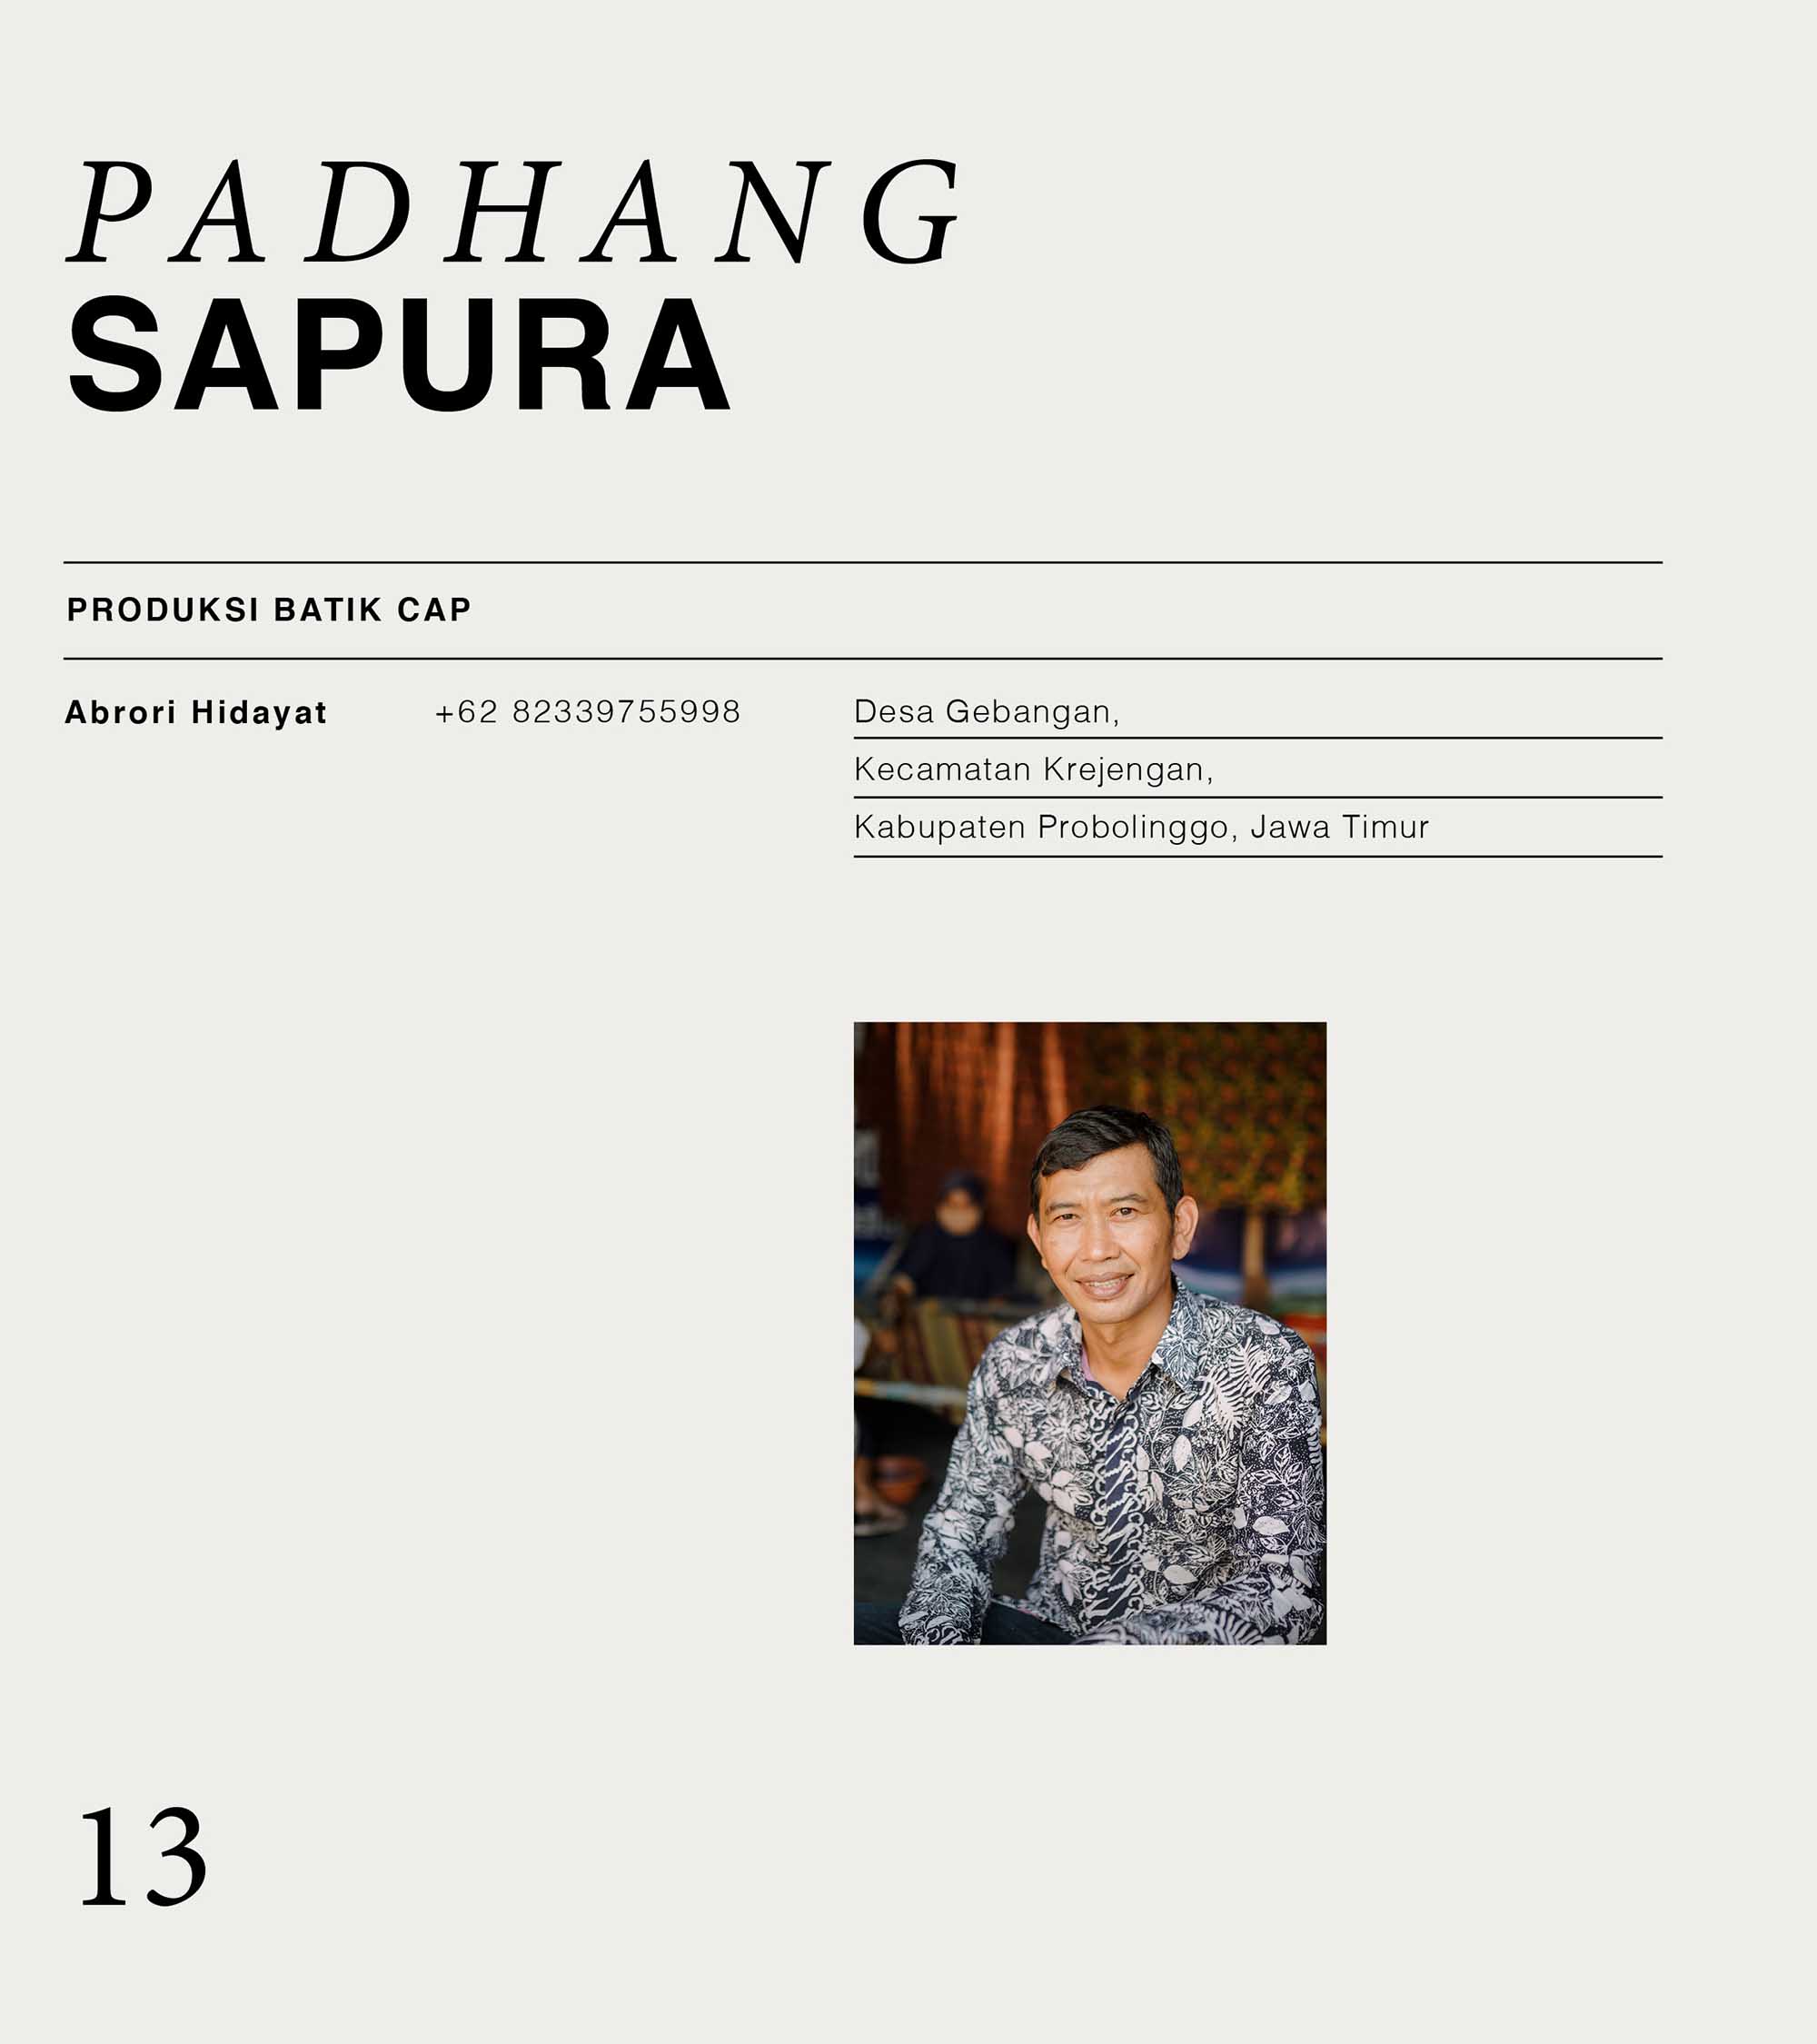 PADHANG
SAPURA
PRODUKSI BATIK CAP
Abrori Hidayat
+62 82339755998
Desa Gebangan,
Kecamatan Krejengan,
Kabupaten Probolinggo, Jawa Timur
13